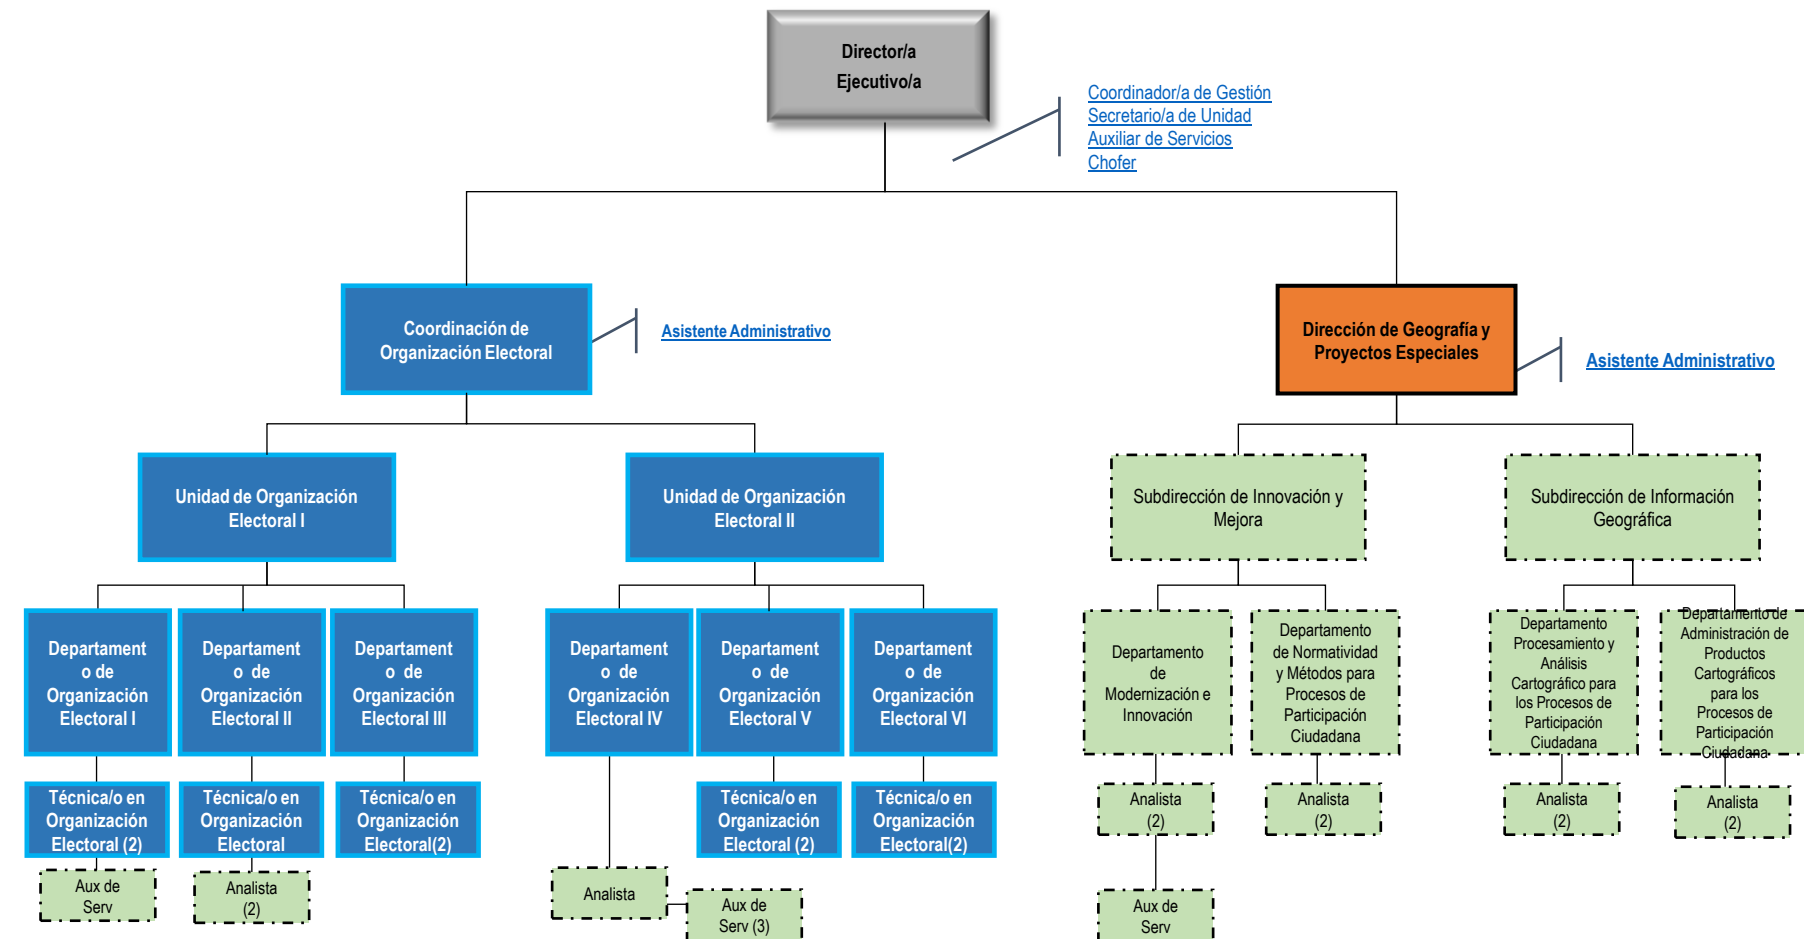 Director/a
Ejecutivo/a
Coordinador/a de Gestión
Secretario/a de Unidad
Auxiliar de Servicios
Chofer
Coordinación de
Organización Electoral
Asistente Administrativo
Dirección de Geografía y
Proyectos Especiales
Asistente Administrativo
Unidad de Organización
Electoral I
Unidad de Organización
Electoral II
Subdirección de Innovación y
Mejora
Subdirección de Información
Geográfica
Departament
o de
Organización
Electoral I
Departament
o de
Organización
Electoral II
Departament
o de
Organización
Electoral III
Departament
o de
Organización
Electoral IV
Departament
o de
Organización
Electoral V
Departament
o de
Organización
Electoral VI
Departamento
de
Modernización e
Innovación
Departamento
de Normatividad
y Métodos para
Procesos de
Participación
Ciudadana
Departamento
Procesamiento y
Análisis
Cartográfico para
los Procesos de
Participación
Ciudadana
Departamento de
Administración de
Productos
Cartográficos
para los
Procesos de
Participación
Ciudadana
Técnica/o en
Organización
Electoral (2)
Técnica/o en
Organización
Electoral
Técnica/o en
Organización
Electoral(2)
Técnica/o en
Organización
Electoral (2)
Técnica/o en
Organización
Electoral(2)
Analista
(2)
Analista
(2)
Analista
(2)
Analista
(2)
Aux de
Serv
Analista
(2)
Analista
Aux de
Serv (3)
Aux de
Serv